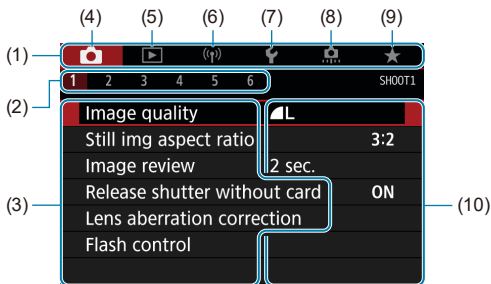 (4) (5) (6) (7) (8) (9)
(1)
1 2 3 4 5 6 SHOOT1
(2)
Image quality L
Still img aspect ratio 3:2
Image review 2 sec.
(3) Release shutter without card ON (10)
Lens aberration correction
Flash control